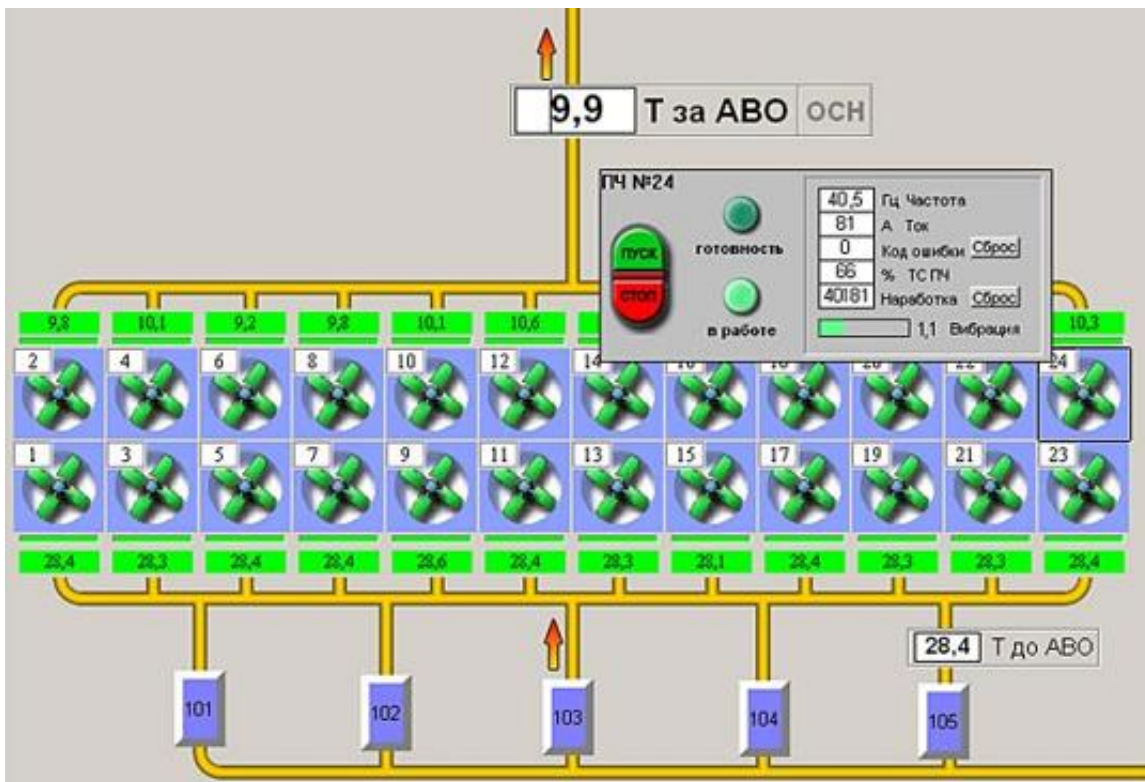 9,9 Т за АВО ОСН
ПЧ №24
ПУСК
СТОП
готовность
в работе
40,5 Гц Частота
81 А Ток
0 Код ошибки Сброс
66 % ТС ПЧ
40181 Наработка Сброс
1,1 Вибрация
9,8 10,1 9,2 9,8 10,1 10,6 10,3
2 4 6 8 10 12 14 16 18 20 22 24
1 3 5 7 9 11 13 15 17 19 21 23
28,4 28,3 28,4 28,4 28,6 28,4 28,3 28,1 28,4 28,3 28,3 28,4
28,4 Т до АВО
101 102 103 104 105